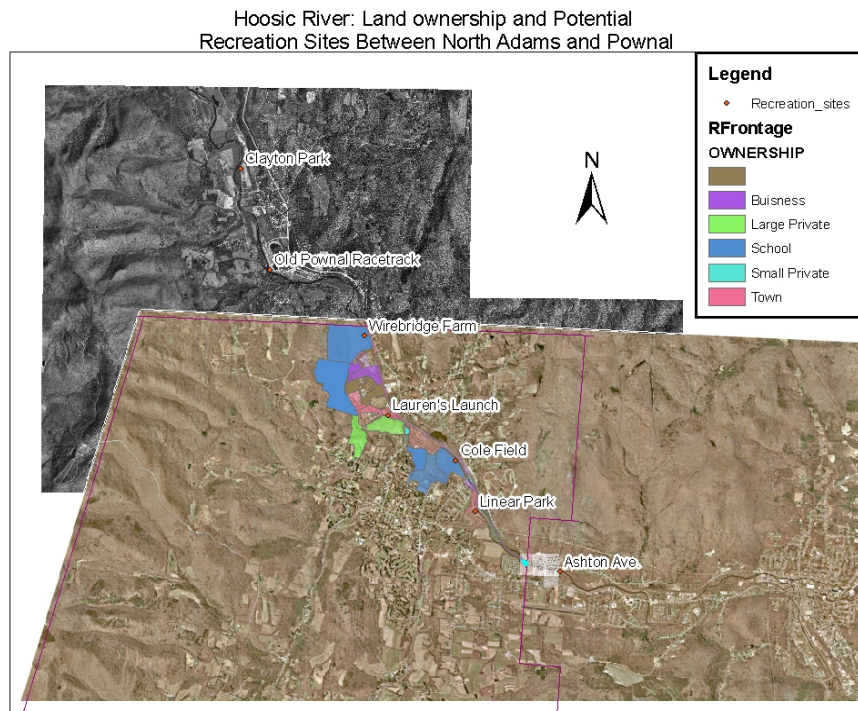 Hoosic River: Land ownership and Potential
Recreation Sites Between North Adams and Pownal
Legend
Recreation_sites
RFrontage
OWNERSHIP
Buisness
Large Private
School
Small Private
Town
N
Clayton Park
Old Pownal Racetrack
Wirebridge Farm
Lauren's Launch
Cole Field
Linear Park
Ashton Ave.